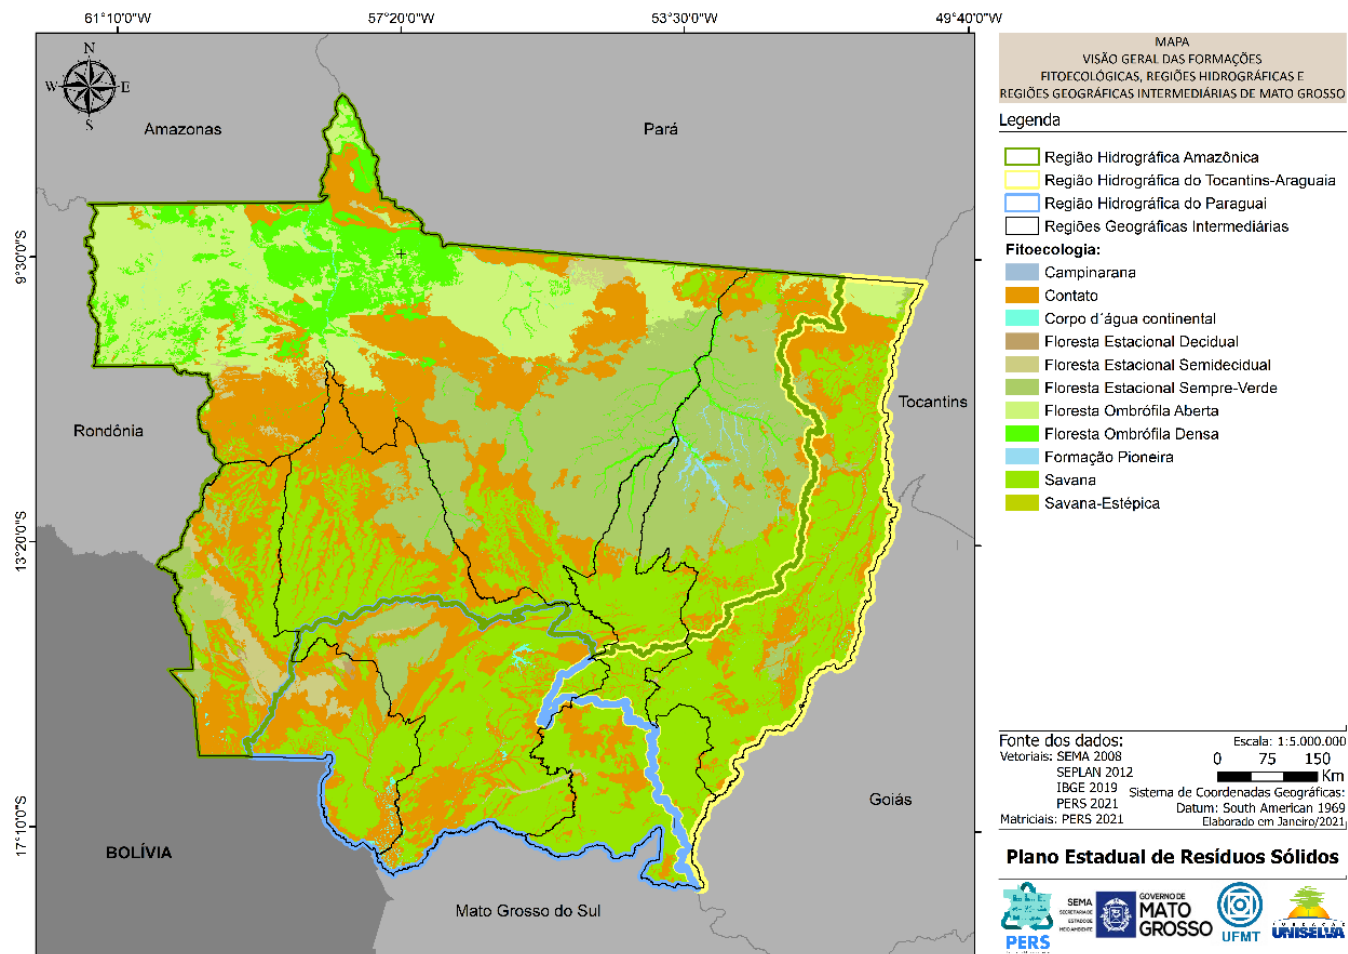 61°10'0"W
57°20'0"W
53°30'0"W
49°40'0"W
9°30'0"S
13°20'0"S
17°10'0"S
N
W
E
S
Amazonas
Pará
Rondônia
Tocantins
Goiás
BOLÍVIA
Mato Grosso do Sul
MAPA
VISÃO GERAL DAS FORMAÇÕES
FITOECOLÓGICAS, REGIÕES HIDROGRÁFICAS E
REGIÕES GEOGRÁFICAS INTERMEDIÁRIAS DE MATO GROSSO
Legenda
Região Hidrográfica Amazônica
Região Hidrográfica do Tocantins-Araguaia
Região Hidrográfica do Paraguai
Regiões Geográficas Intermediárias
Fitoecologia:
Campinarana
Contato
Corpo d´água continental
Floresta Estacional Decidual
Floresta Estacional Semidecidual
Floresta Estacional Sempre-Verde
Floresta Ombrófila Aberta
Floresta Ombrófila Densa
Formação Pioneira
Savana
Savana-Estépica
Fonte dos dados:
Vetoriais: SEMA 2008
SEPLAN 2012
IBGE 2019
PERS 2021
Matriciais: PERS 2021
Escala: 1:5.000.000
0 75 150
Km
Sistema de Coordenadas Geográficas:
Datum: South American 1969
Elaborado em Janeiro/2021
Plano Estadual de Resíduos Sólidos
PERS
SEMA
SECRETARIA DE
ESTADO DE
MEIO AMBIENTE
GOVERNO DE
MATO
GROSSO
UFMT
FUNDAÇÃO
UNISELVA